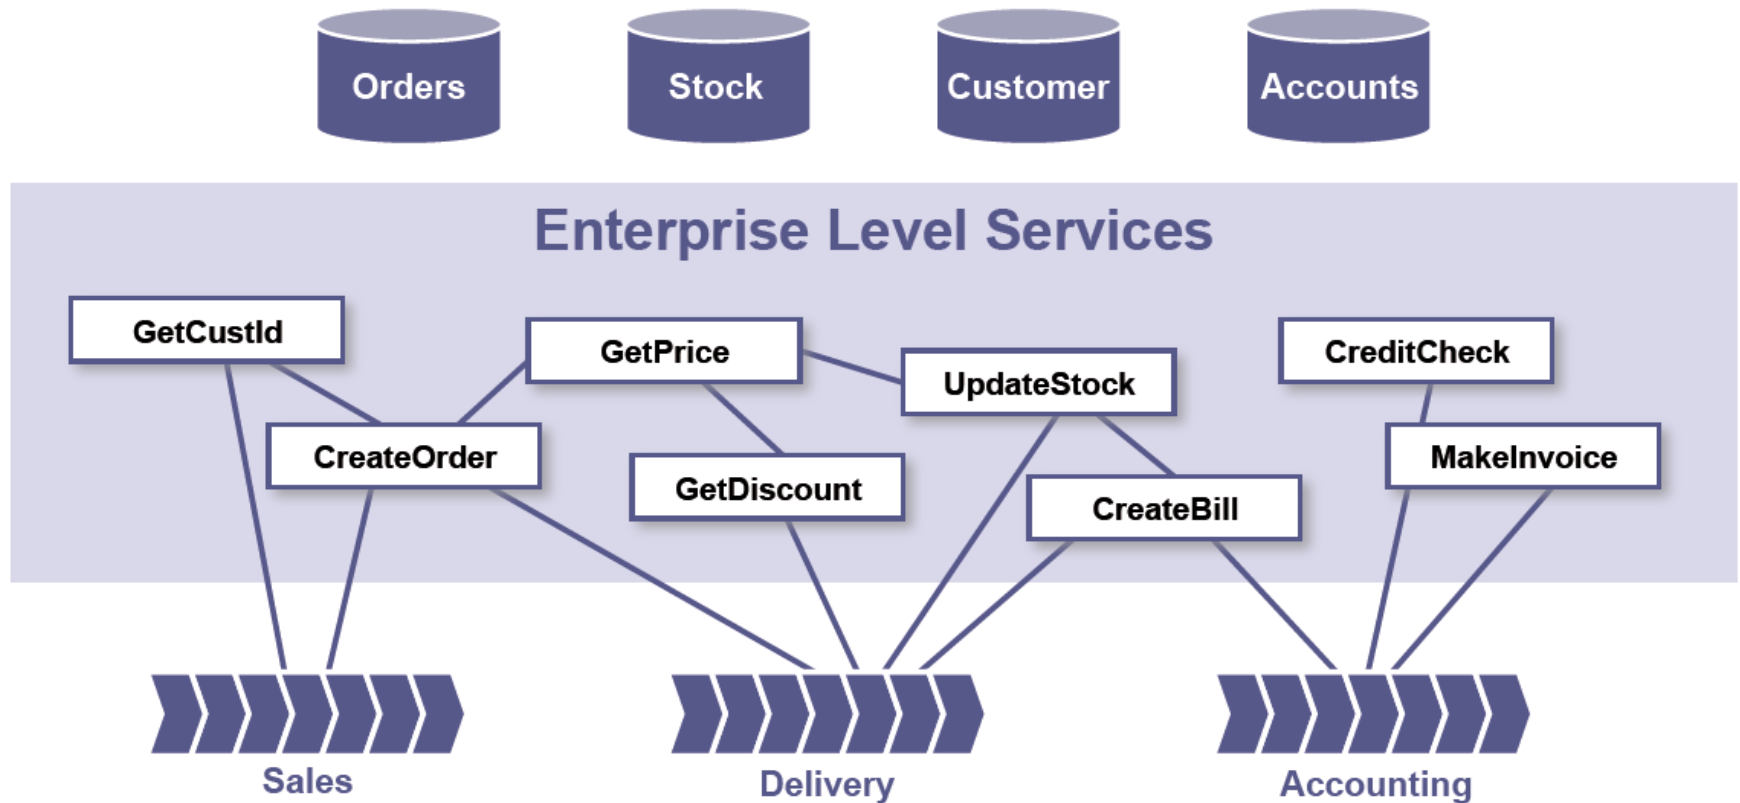 Orders
Stock
Customer
Accounts
Enterprise Level Services
GetCustId
GetPrice
CreditCheck
UpdateStock
CreateOrder
MakeInvoice
GetDiscount
CreateBill
Sales
Delivery
Accounting